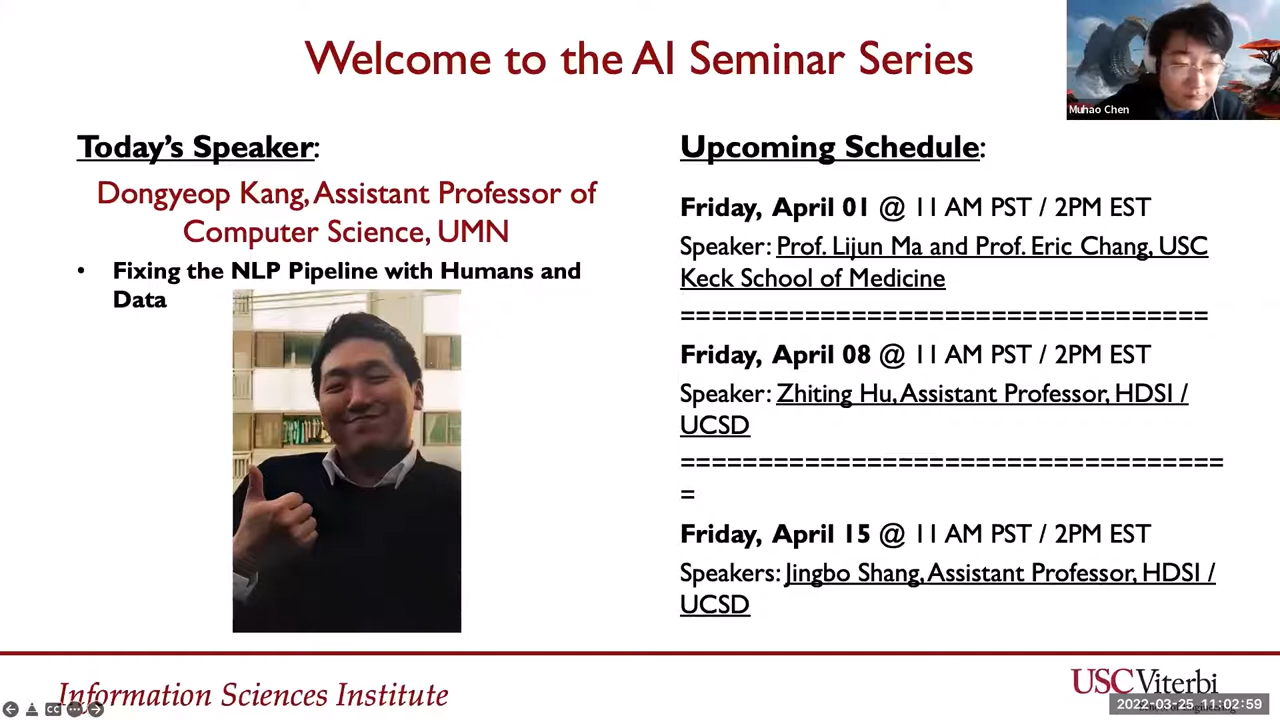 Welcome to the AI Seminar Series
Muhao Chen
Today's Speaker:
Dongyeop Kang, Assistant Professor of
Computer Science, UMN
• Fixing the NLP Pipeline with Humans and
Data
Upcoming Schedule:
Friday, April 01 @ 11 AM PST / 2PM EST
Speaker: Prof. Lijun Ma and Prof. Eric Chang, USC
Keck School of Medicine
==================================
Friday, April 08 @ 11 AM PST / 2PM EST
Speaker: Zhiting Hu, Assistant Professor, HDSI /
UCSD
===================================
=
Friday, April 15 @ 11 AM PST / 2PM EST
Speakers: Jingbo Shang, Assistant Professor, HDSI /
UCSD
Information Sciences Institute
CC
USC Viterbi
2022-03-25 11:02:59